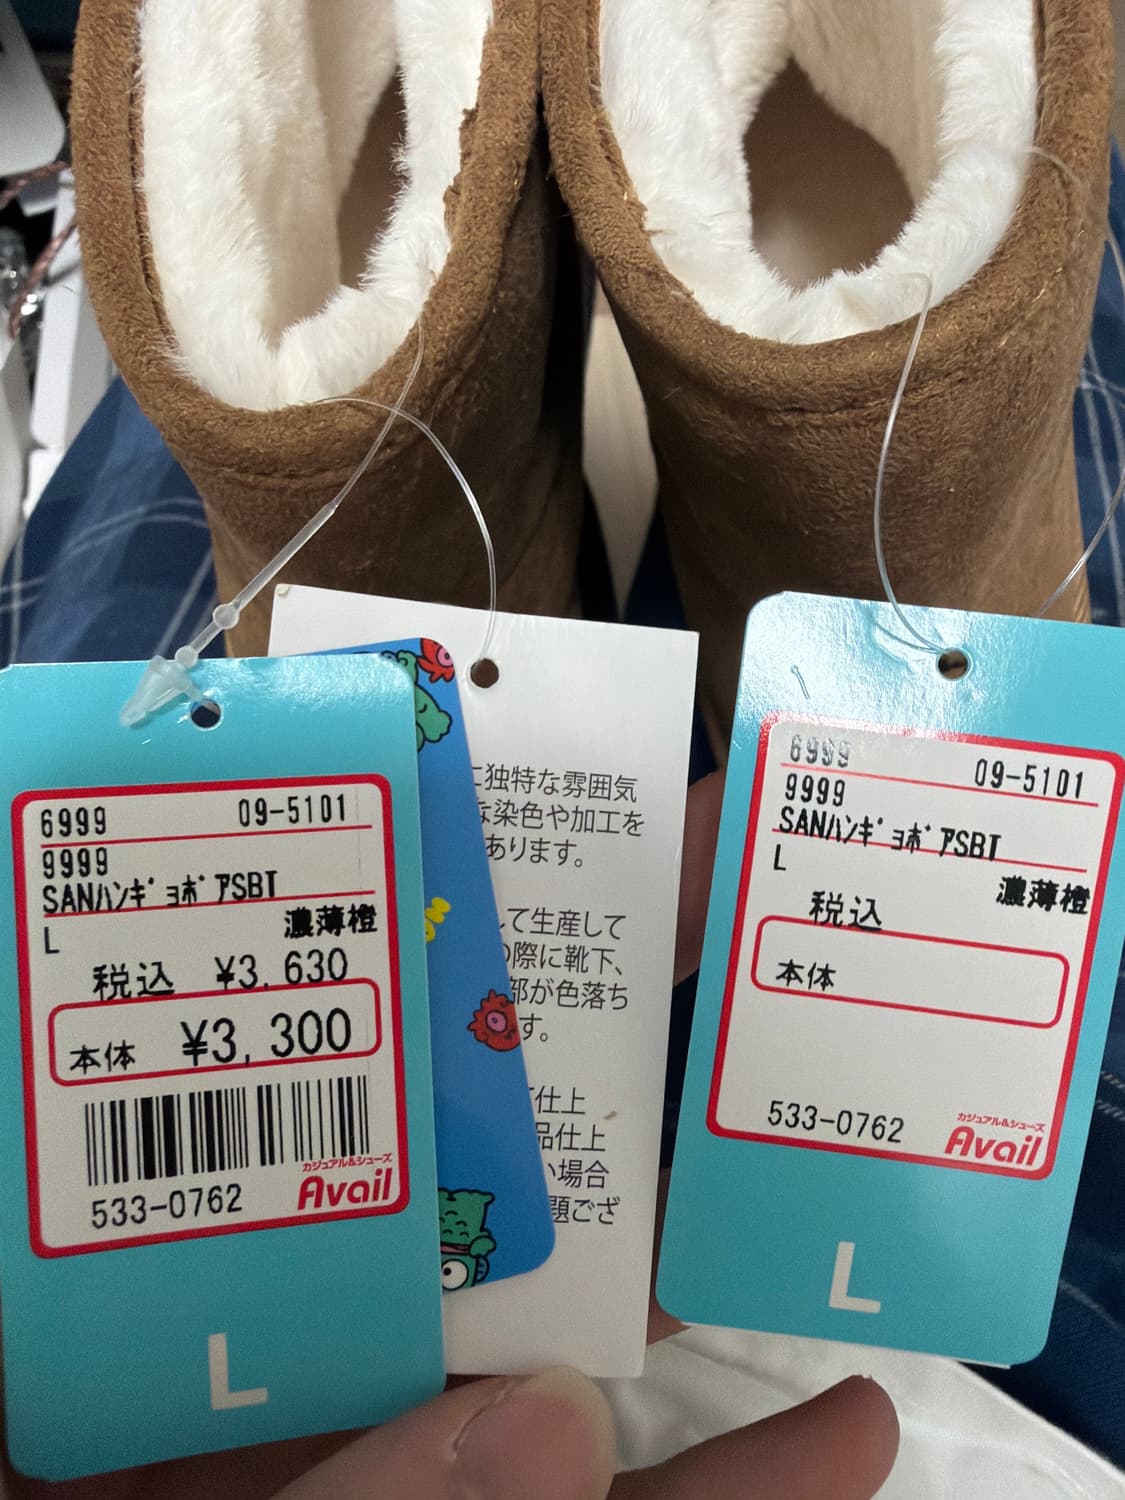 6999 09-5101
9999
SANハンギョボアSBT
L 濃薄橙
税込 ¥3,630
本体 ¥3,300
533-0762
カジュアル&シューズ
Avail
L
に独特な雰囲気
な染色や加工を
あります。
して生産して
の際に靴下、
部が色落ち
す。
仕上
品仕上
い場合
題ござ
6999 09-5101
9999
SANハンギョボアSBT
L
濃薄橙
税込
本体
533-0762
カジュアル&シューズ
Avail
L